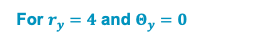 For r_y = 4 and Θ_y = 0